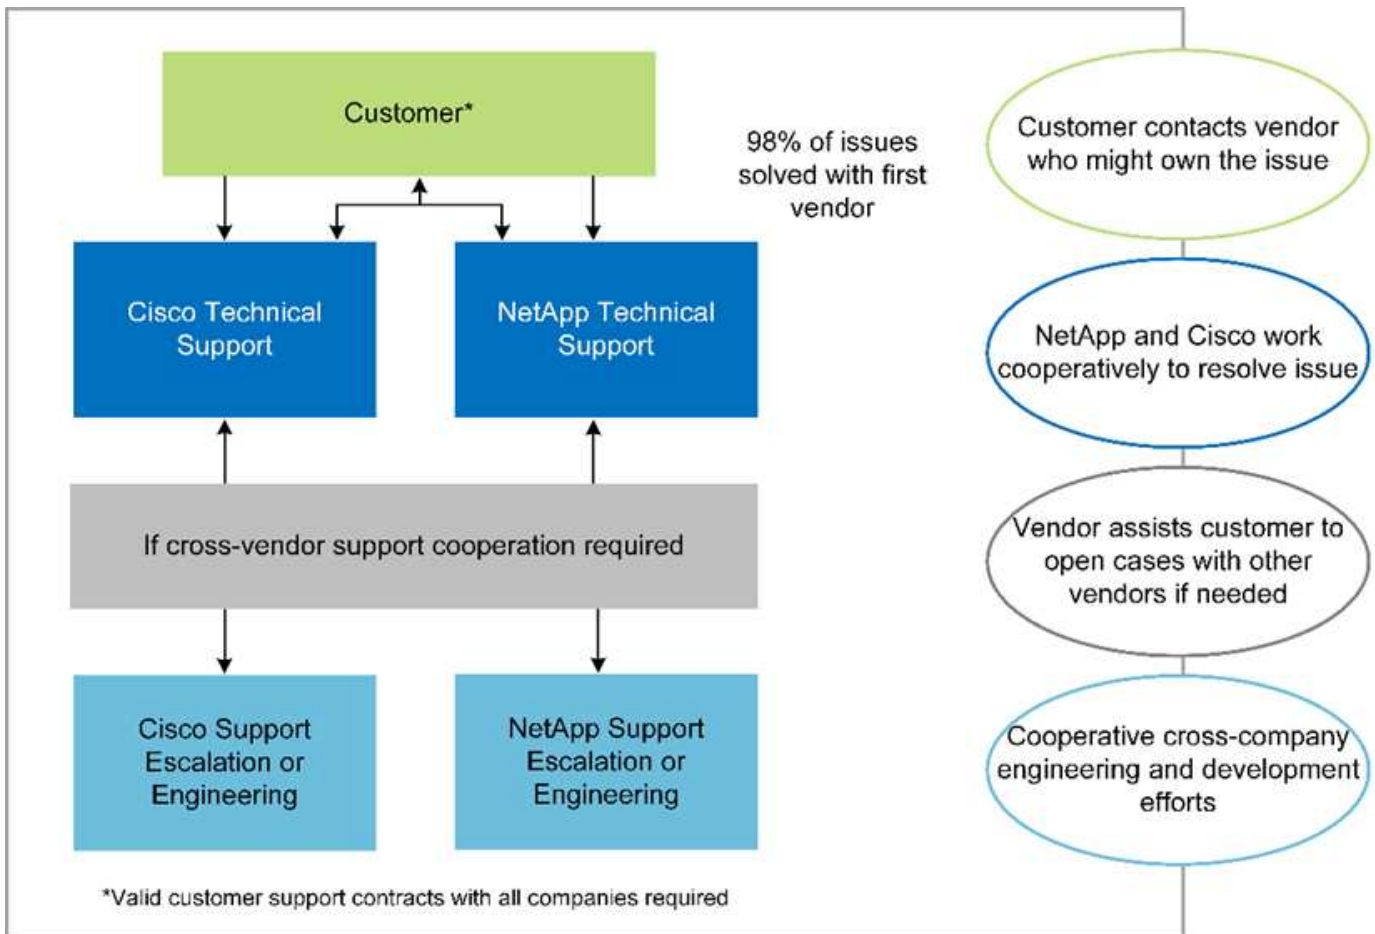 Customer*
98% of issues
solved with first
vendor
Cisco Technical
Support
NetApp Technical
Support
If cross-vendor support cooperation required
Cisco Support
Escalation or
Engineering
NetApp Support
Escalation or
Engineering
*Valid customer support contracts with all companies required
Customer contacts vendor
who might own the issue
NetApp and Cisco work
cooperatively to resolve issue
Vendor assists customer to
open cases with other
vendors if needed
Cooperative cross-company
engineering and development
efforts